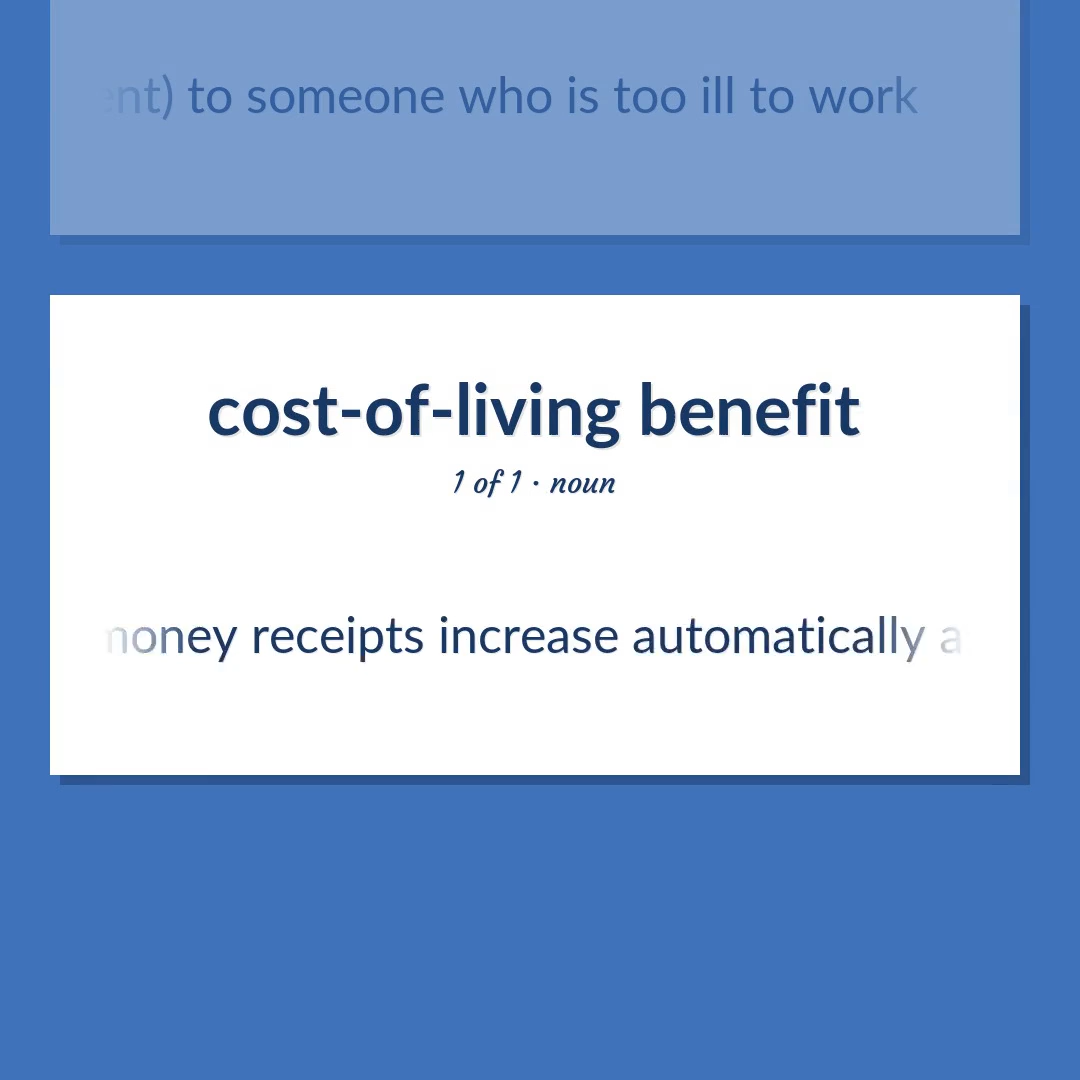 to someone who is too ill to work
cost-of-living benefit
1 of 1 · noun
money receipts increase automatically